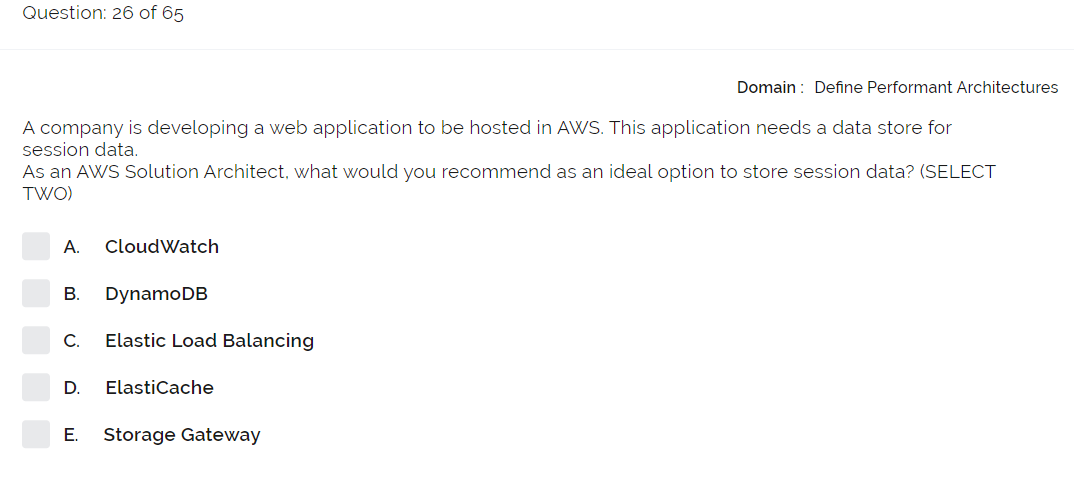 Question: 26 of 65
Domain : Define Performant Architectures
A company is developing a web application to be hosted in AWS. This application needs a data store for
session data.
As an AWS Solution Architect, what would you recommend as an ideal option to store session data? (SELECT
TWO)
A. CloudWatch
B. DynamoDB
C. Elastic Load Balancing
D. ElastiCache
E. Storage Gateway